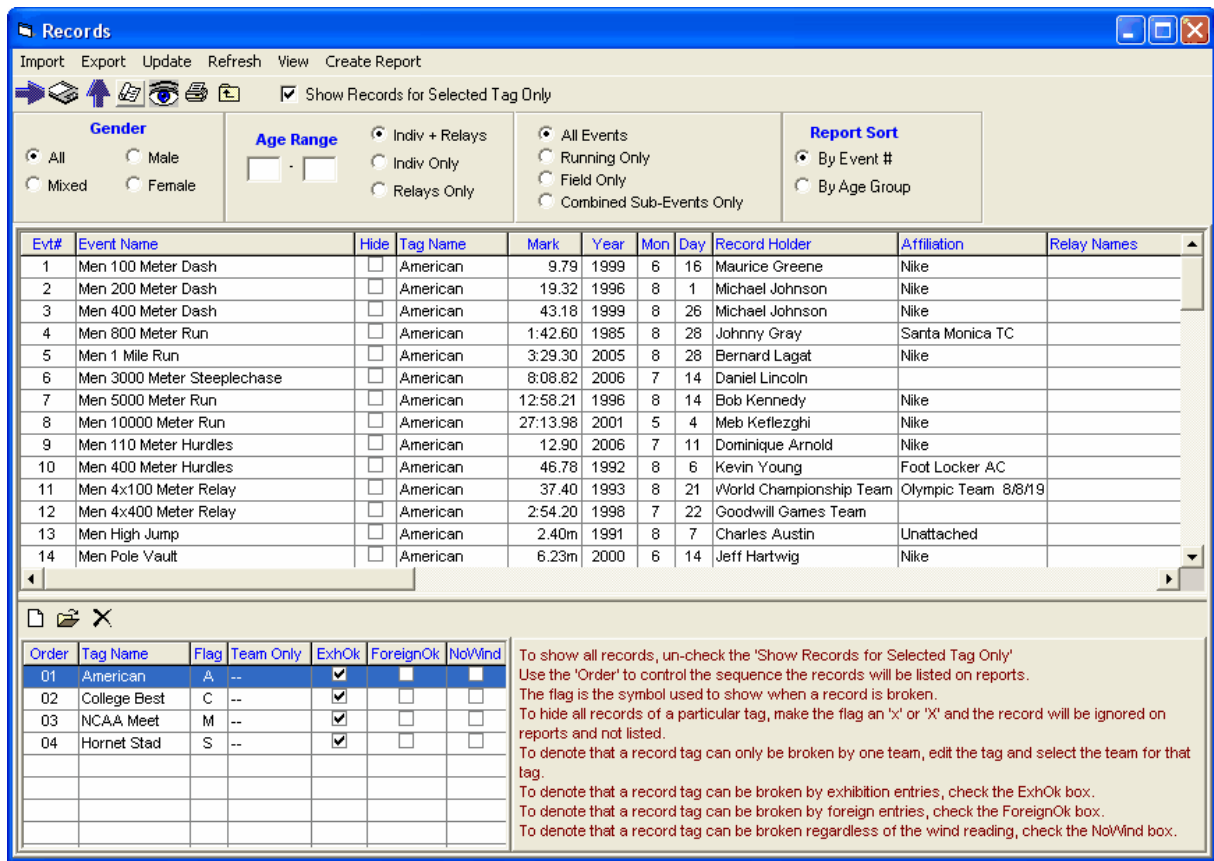 Records
Import Export Update Refresh View Create Report
Show Records for Selected Tag Only
Gender
All Male
Mixed Female
Age Range
-
Indiv + Relays
Indiv Only
Relays Only
All Events
Running Only
Field Only
Combined Sub-Events Only
Report Sort
By Event #
By Age Group
Evt# Event Name Hide Tag Name Mark Year Mon Day Record Holder Affiliation Relay Names
1 Men 100 Meter Dash American 9.79 1999 6 16 Maurice Greene Nike
2 Men 200 Meter Dash American 19.32 1996 8 1 Michael Johnson Nike
3 Men 400 Meter Dash American 43.18 1999 8 26 Michael Johnson Nike
4 Men 800 Meter Run American 1:42.60 1985 8 28 Johnny Gray Santa Monica TC
5 Men 1 Mile Run American 3:29.30 2005 8 28 Bernard Lagat Nike
6 Men 3000 Meter Steeplechase American 8:08.82 2006 7 14 Daniel Lincoln
7 Men 5000 Meter Run American 12:58.21 1996 8 14 Bob Kennedy Nike
8 Men 10000 Meter Run American 27:13.98 2001 5 4 Meb Keflezghi Nike
9 Men 110 Meter Hurdles American 12.90 2006 7 11 Dominique Arnold Nike
10 Men 400 Meter Hurdles American 46.78 1992 8 6 Kevin Young Foot Locker AC
11 Men 4x100 Meter Relay American 37.40 1993 8 21 World Championship Team Olympic Team 8/8/19
12 Men 4x400 Meter Relay American 2:54.20 1998 7 22 Goodwill Games Team
13 Men High Jump American 2.40m 1991 8 7 Charles Austin Unattached
14 Men Pole Vault American 6.23m 2000 6 14 Jeff Hartwig Nike
Order Tag Name Flag Team Only ExhOk ForeignOk NoWind
01 American A --
02 College Best C --
03 NCAA Meet M --
04 Hornet Stad S --
To show all records, un-check the 'Show Records for Selected Tag Only'
Use the 'Order' to control the sequence the records will be listed on reports.
The flag is the symbol used to show when a record is broken.
To hide all records of a particular tag, make the flag an 'x' or 'X' and the record will be ignored on
reports and not listed.
To denote that a record tag can only be broken by one team, edit the tag and select the team for that
tag.
To denote that a record tag can be broken by exhibition entries, check the ExhOk box.
To denote that a record tag can be broken by foreign entries, check the ForeignOk box.
To denote that a record tag can be broken regardless of the wind reading, check the NoWind box.